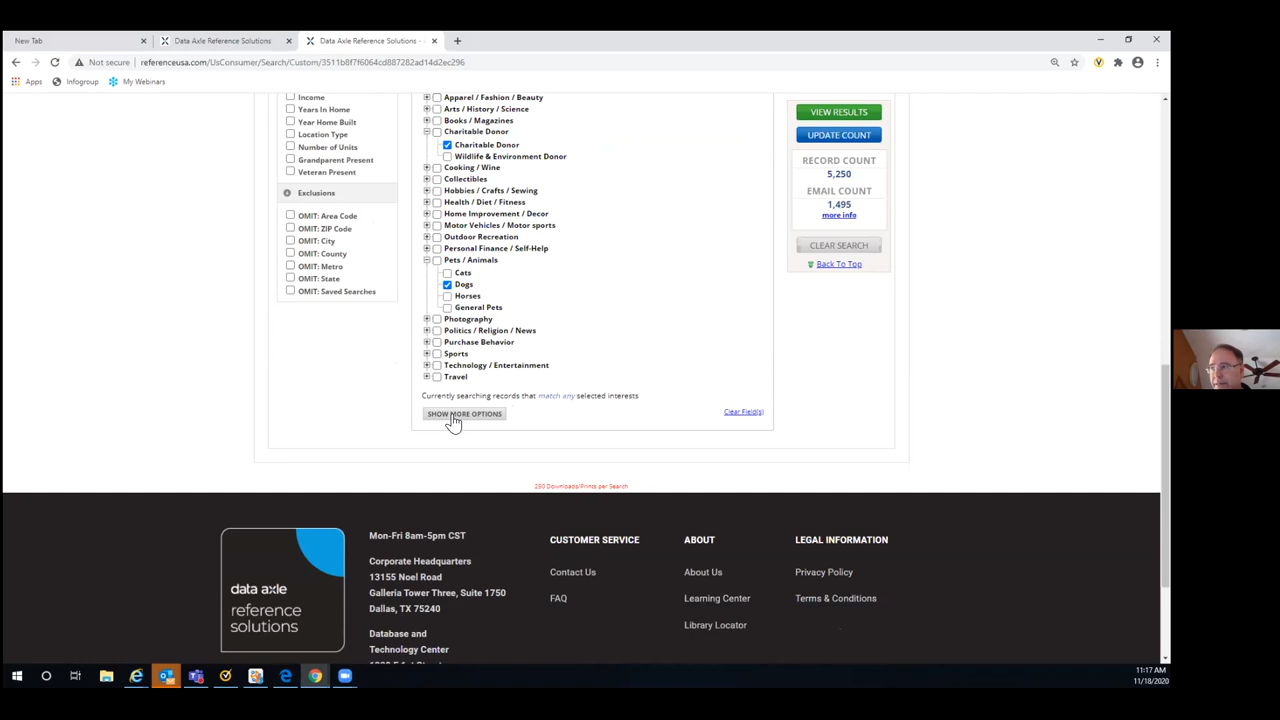 New Tab
Data Axle Reference Solutions
Data Axle Reference Solutions -
Not secure
referenceusa.com/UsConsumer/Search/Custom/3511b8f7f6064cd887282ad14d2ec296
Apps
Infogroup
My Webinars
Income
Years In Home
Year Home Built
Location Type
Number of Units
Grandparent Present
Veteran Present
Exclusions
OMIT: Area Code
OMIT: ZIP Code
OMIT: City
OMIT: County
OMIT: Metro
OMIT: State
OMIT: Saved Searches
Apparel / Fashion / Beauty
Arts / History / Science
Books / Magazines
Charitable Donor
Charitable Donor
Wildlife & Environment Donor
Cooking / Wine
Collectibles
Hobbies / Crafts / Sewing
Health / Diet / Fitness
Home Improvement / Decor
Motor Vehicles / Motor sports
Outdoor Recreation
Personal Finance / Self-Help
Pets / Animals
Cats
Dogs
Horses
General Pets
Photography
Politics / Religion / News
Purchase Behavior
Sports
Technology / Entertainment
Travel
Currently searching records that match any selected interests
SHOW MORE OPTIONS
Clear Field(s)
VIEW RESULTS
UPDATE COUNT
RECORD COUNT
5,250
EMAIL COUNT
1,495
more info
CLEAR SEARCH
Back To Top
250 Downloads/Prints per Search
data axle
reference
solutions
Mon-Fri 8am-5pm CST
Corporate Headquarters
13155 Noel Road
Galleria Tower Three, Suite 1750
Dallas, TX 75240
Database and
Technology Center
CUSTOMER SERVICE
Contact Us
FAQ
ABOUT
About Us
Learning Center
Library Locator
LEGAL INFORMATION
Privacy Policy
Terms & Conditions
11:17 AM
11/18/2020